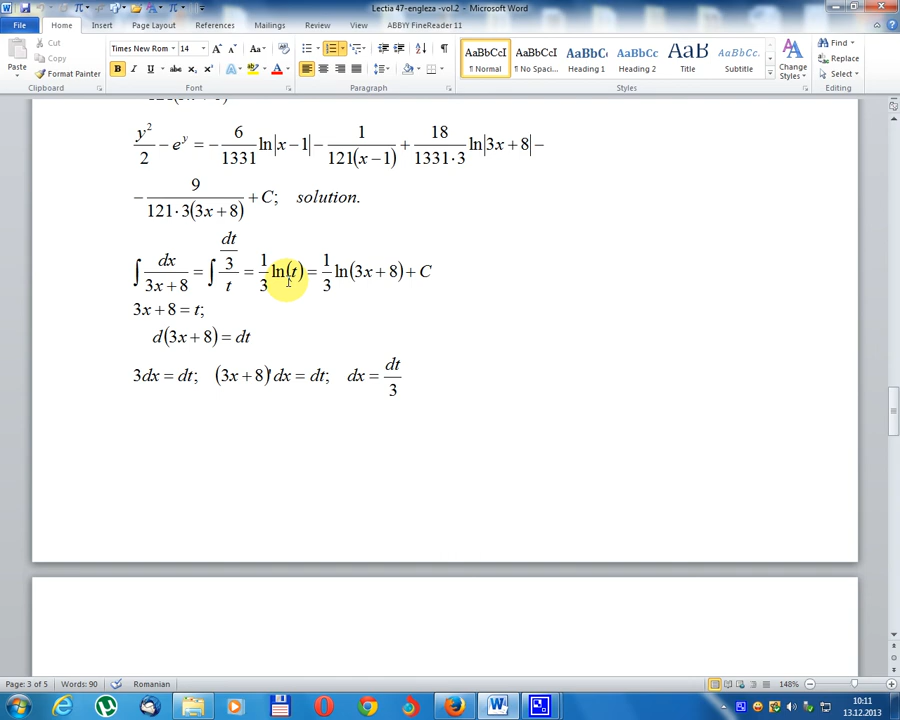 Lectia 47-engleza -vol.2 - Microsoft Word
File Home Insert Page Layout References Mailings Review View ABBYY FineReader 11
Cut
Copy
Format Painter
Paste
Clipboard
Times New Rom 14
Font
Paragraph
AaBbCcI AaBbCcI AaBbC AaBbCc AaB AaBbCcI
¶ Normal ¶ No Spaci... Heading 1 Heading 2 Title Subtitle
Change Styles
Styles
Find
Replace
Select
Editing
y²/2 − e^y = − 6/1331 ln|x − 1| − 1/(121(x − 1)) + 18/(1331·3) ln|3x + 8| −
− 9/(121·3(3x + 8)) + C; solution.
∫ dx/(3x + 8) = ∫ (dt/3)/t = 1/3 ln(t) = 1/3 ln(3x + 8) + C
3x + 8 = t;
d(3x + 8) = dt
3dx = dt; (3x + 8)' dx = dt; dx = dt/3
Page: 3 of 5 Words: 90 Romanian 148%
10:11
13.12.2013